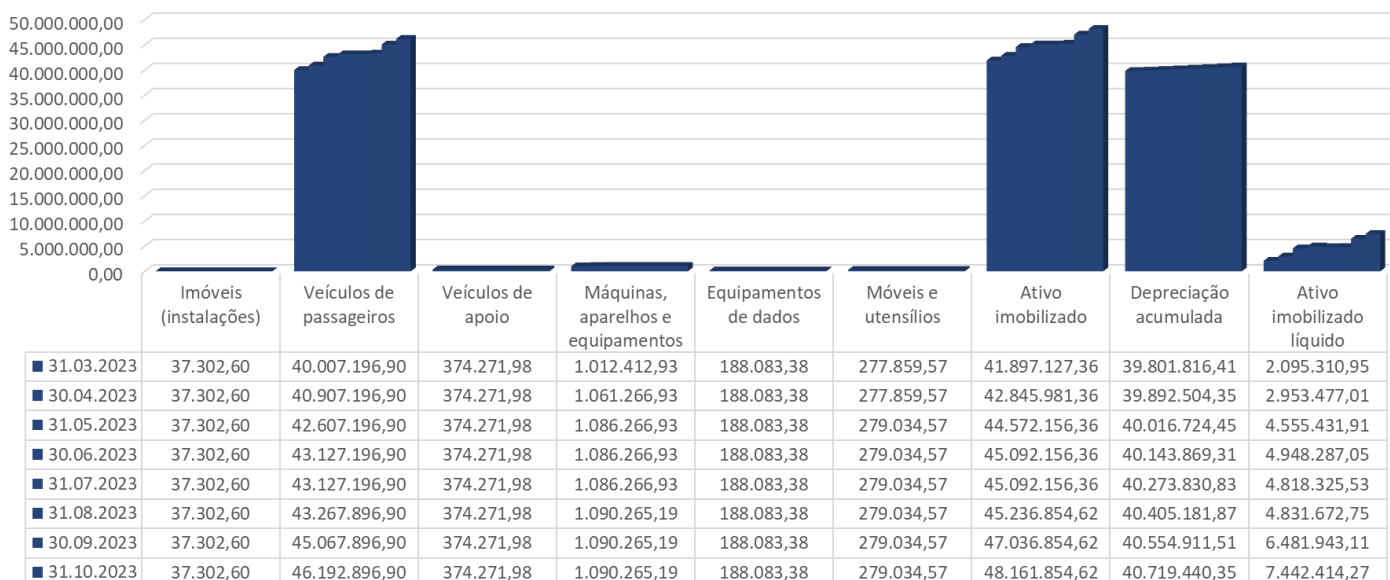 50.000.000,00
45.000.000,00
40.000.000,00
35.000.000,00
30.000.000,00
25.000.000,00
20.000.000,00
15.000.000,00
10.000.000,00
5.000.000,00
0,00
Imóveis (instalações) Veículos de passageiros Veículos de apoio Máquinas, aparelhos e equipamentos Equipamentos de dados Móveis e utensílios Ativo imobilizado Depreciação acumulada Ativo imobilizado líquido
31.03.2023 37.302,60 40.007.196,90 374.271,98 1.012.412,93 188.083,38 277.859,57 41.897.127,36 39.801.816,41 2.095.310,95
30.04.2023 37.302,60 40.907.196,90 374.271,98 1.061.266,93 188.083,38 277.859,57 42.845.981,36 39.892.504,35 2.953.477,01
31.05.2023 37.302,60 42.607.196,90 374.271,98 1.086.266,93 188.083,38 279.034,57 44.572.156,36 40.016.724,45 4.555.431,91
30.06.2023 37.302,60 43.127.196,90 374.271,98 1.086.266,93 188.083,38 279.034,57 45.092.156,36 40.143.869,31 4.948.287,05
31.07.2023 37.302,60 43.127.196,90 374.271,98 1.086.266,93 188.083,38 279.034,57 45.092.156,36 40.273.830,83 4.818.325,53
31.08.2023 37.302,60 43.267.896,90 374.271,98 1.090.265,19 188.083,38 279.034,57 45.236.854,62 40.405.181,87 4.831.672,75
30.09.2023 37.302,60 45.067.896,90 374.271,98 1.090.265,19 188.083,38 279.034,57 47.036.854,62 40.554.911,51 6.481.943,11
31.10.2023 37.302,60 46.192.896,90 374.271,98 1.090.265,19 188.083,38 279.034,57 48.161.854,62 40.719.440,35 7.442.414,27